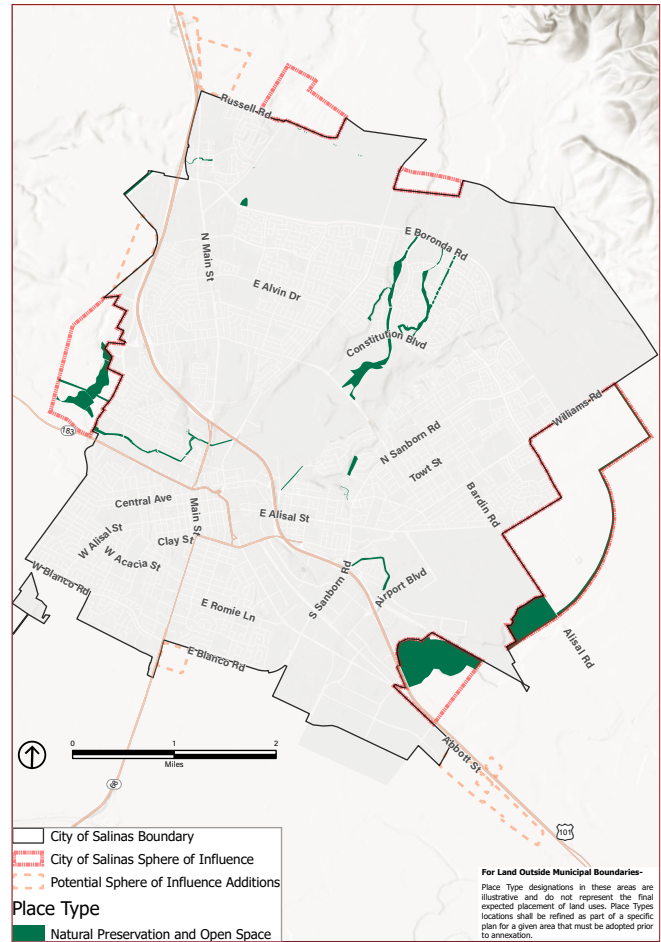 Russell Rd
E Boronda Rd
N Main St
E Alvin Dr
Constitution Blvd
Williams Rd
183
N Sanborn Rd
Towt St
Bardin Rd
Central Ave
Main St
E Alisal St
W Alisal St
Clay St
W Acacia St
W Blanco Rd
S Sanborn Rd
Airport Blvd
E Romie Ln
Alisal Rd
E Blanco Rd
Abbott St
0 1 2
Miles
68
101
City of Salinas Boundary
City of Salinas Sphere of Influence
Potential Sphere of Influence Additions
Place Type
Natural Preservation and Open Space
For Land Outside Municipal Boundaries-
Place Type designations in these areas are
illustrative and do not represent the final
expected placement of land uses. Place Types
locations shall be refined as part of a specific
plan for a given area that must be adopted prior
to annexation.